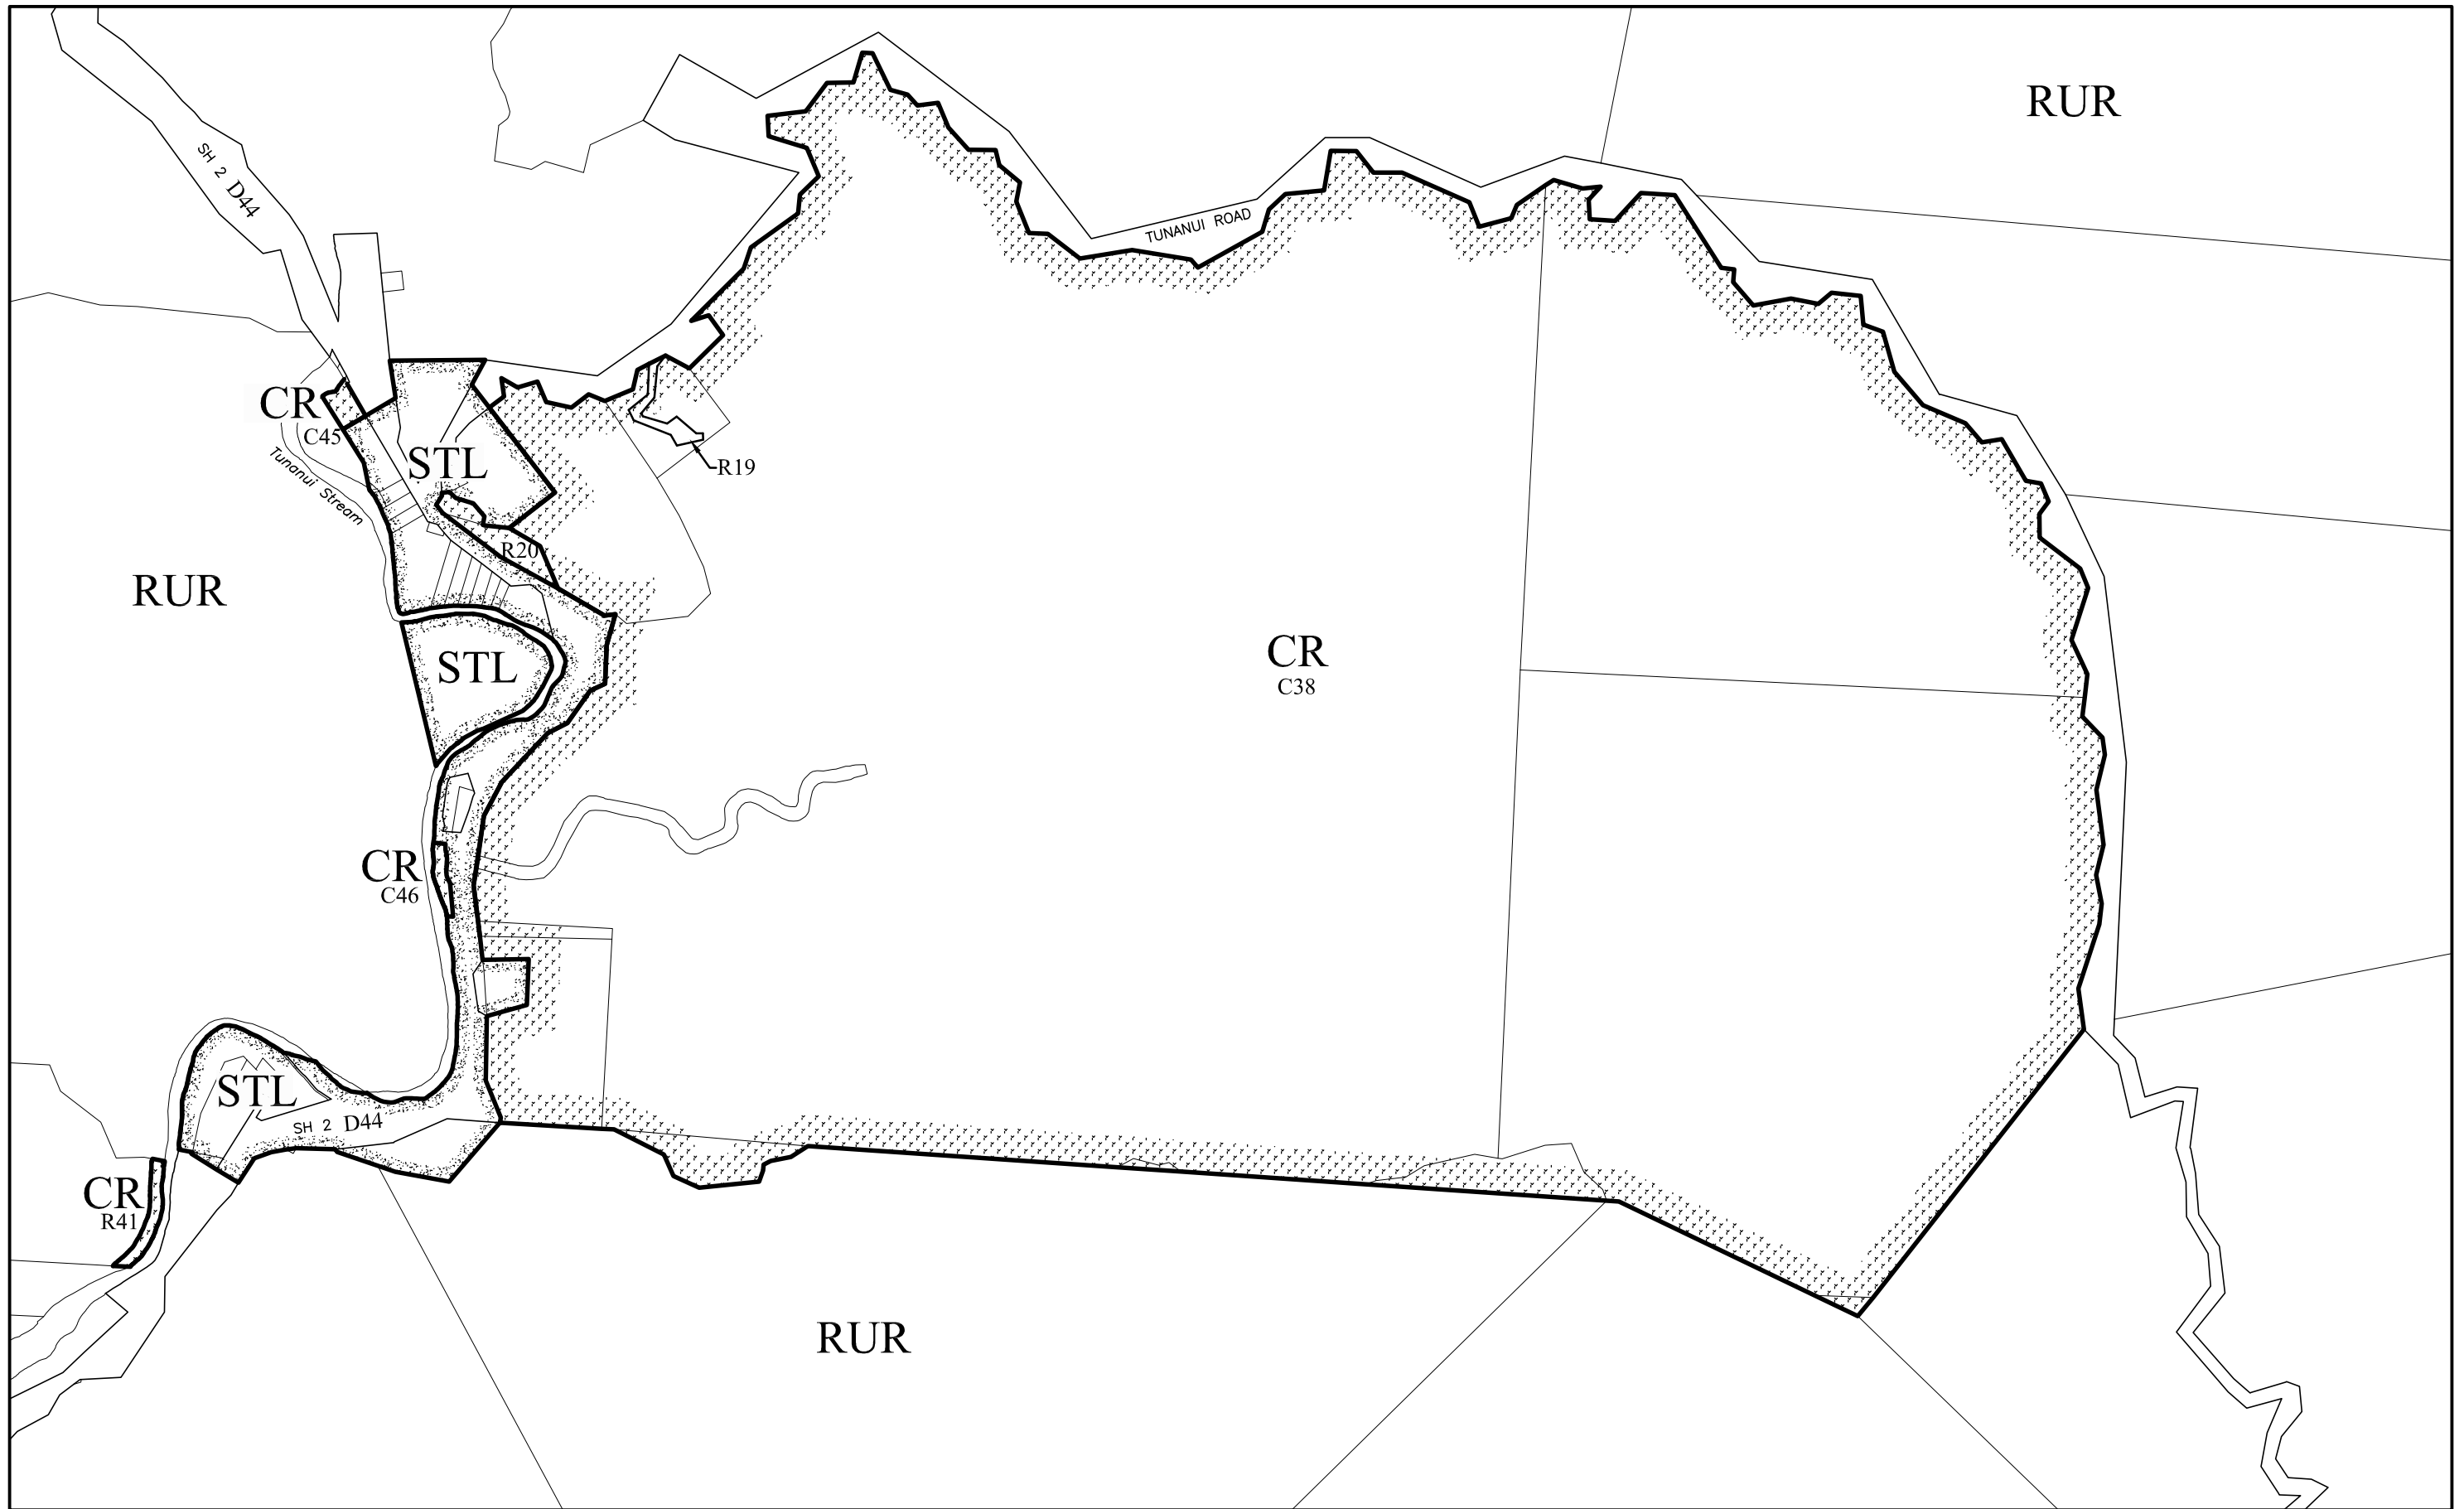 RUR
SH 2 D44
TUNANUI ROAD
CR
C45
STL
R19
Tunanui Stream
R20
RUR
STL
CR
C38
CR
C46
STL
SH 2 D44
CR
R41
RUR